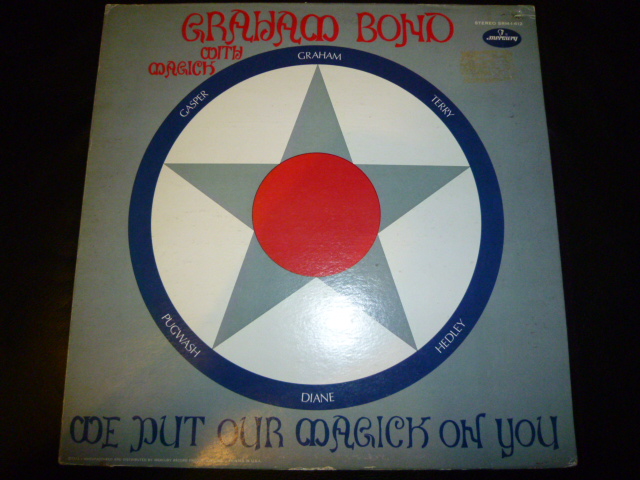 GRAHAM BOND
WITH
MAGICK
mercury
GRAHAM
GASPER
TERRY
PUGWASH
HEDLEY
DIANE
WE PUT OUR MAGICK ON YOU